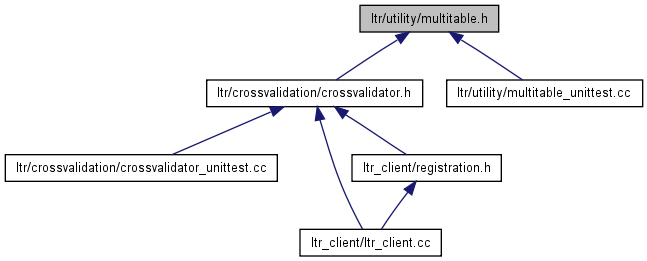 ltr/utility/multitable.h
ltr/crossvalidation/crossvalidator.h
ltr/utility/multitable_unittest.cc
ltr/crossvalidation/crossvalidator_unittest.cc
ltr_client/registration.h
ltr_client/ltr_client.cc